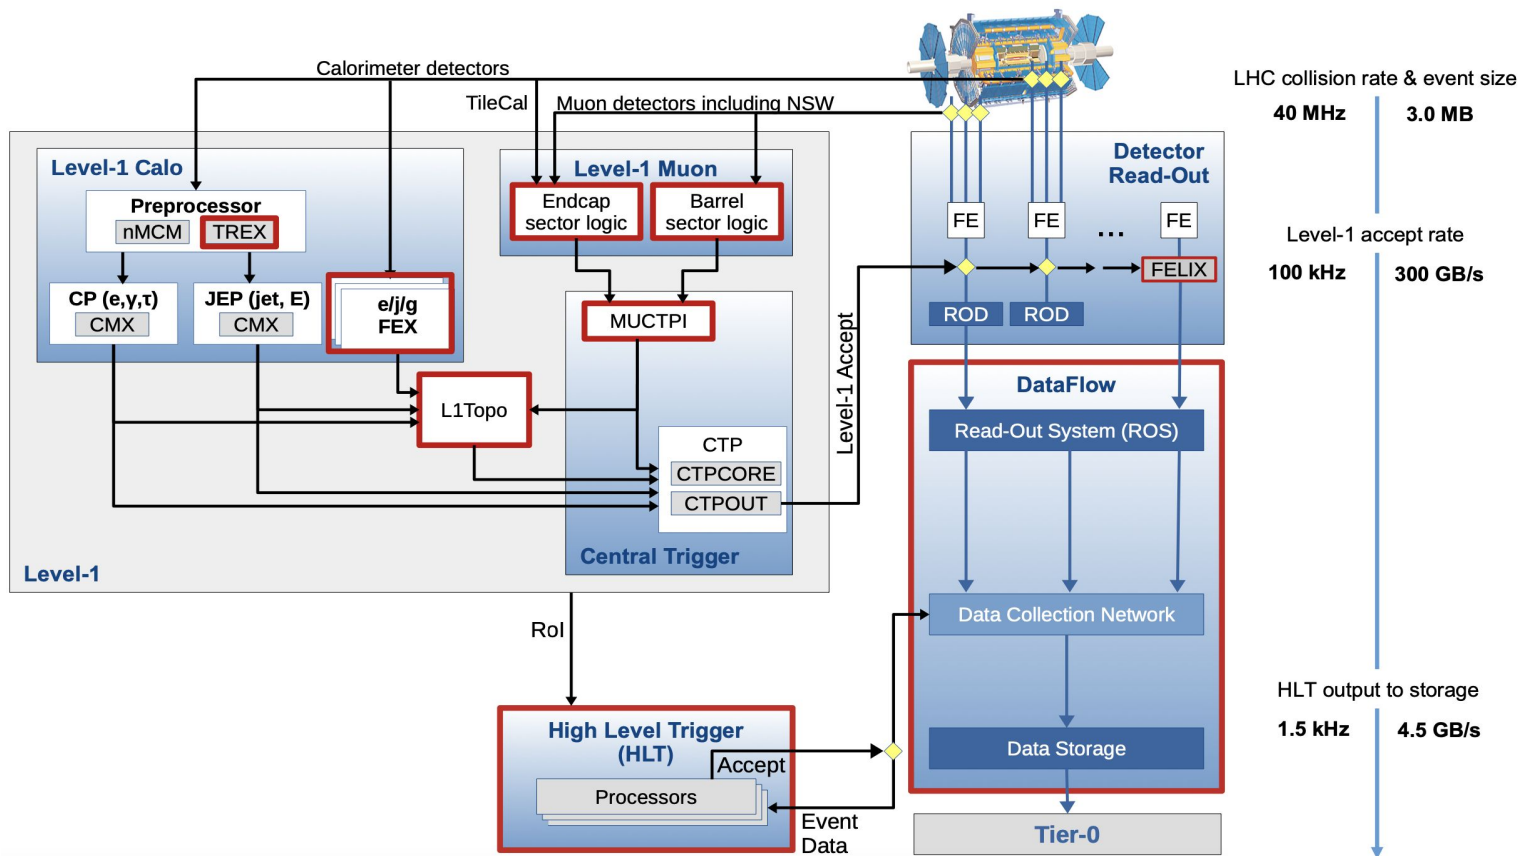 Calorimeter detectors
TileCal
Muon detectors including NSW
LHC collision rate & event size
40 MHz
3.0 MB
Level-1 Calo
Preprocessor
nMCM
TREX
CP (e,γ,τ)
CMX
JEP (jet, E)
CMX
e/j/g
FEX
Level-1 Muon
Endcap
sector logic
Barrel
sector logic
MUCTPI
L1Topo
CTP
CTPCORE
CTPOUT
Central Trigger
Level-1
Level-1 Accept
Detector
Read-Out
FE
FE
...
FE
FELIX
ROD
ROD
Level-1 accept rate
100 kHz
300 GB/s
DataFlow
Read-Out System (ROS)
Data Collection Network
Data Storage
Tier-0
RoI
High Level Trigger
(HLT)
Accept
Processors
Event
Data
HLT output to storage
1.5 kHz
4.5 GB/s